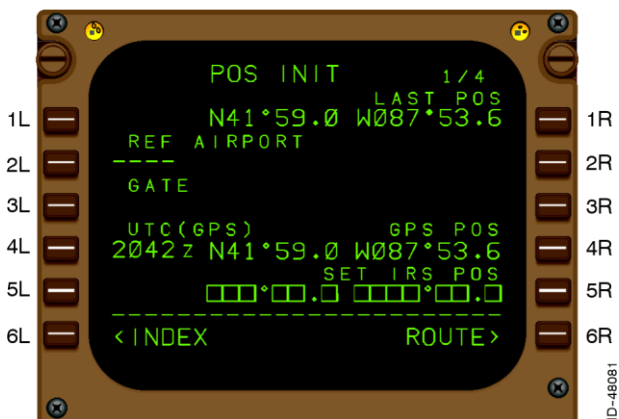 POS INIT 1/4
LAST POS
1L N41°59.0 W087°53.6 1R
REF AIRPORT
2L ---- 2R
GATE
3L 3R
UTC(GPS) GPS POS
4L 2042z N41°59.0 W087°53.6 4R
SET IRS POS
5L □□□°□□.□ □□□□°□□.□ 5R
------------------------
6L <INDEX ROUTE> 6R
ID-48081